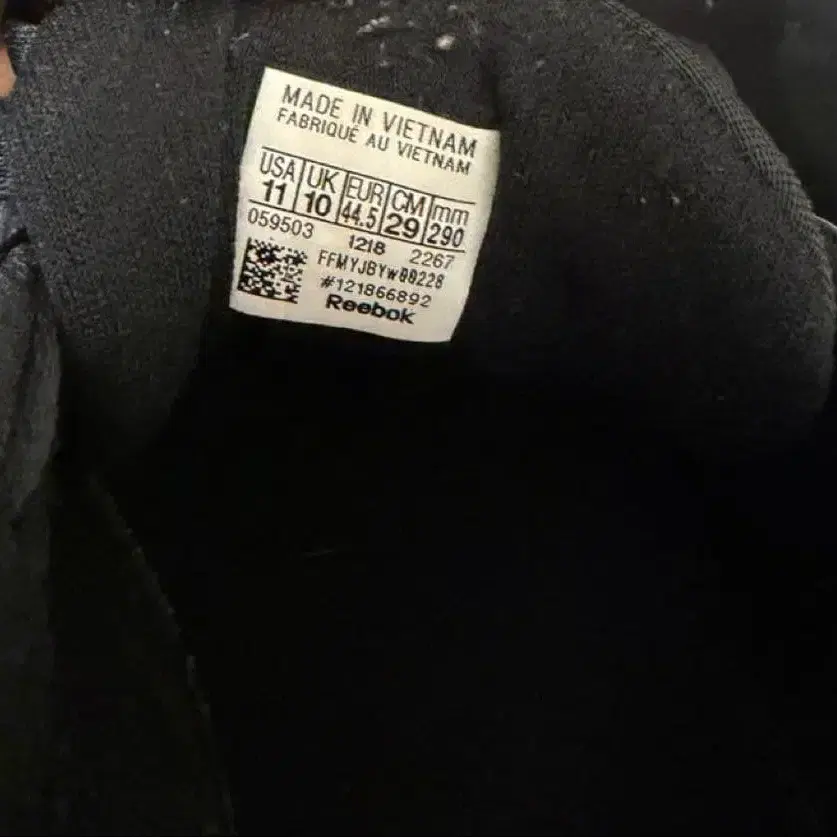 MADE IN VIETNAM
FABRIQUÉ AU VIETNAM
USA UK EUR CM mm
11 10 44.5 29 290
059503 1218 2267
FFMYJBYW00228
#121866892
Reebok